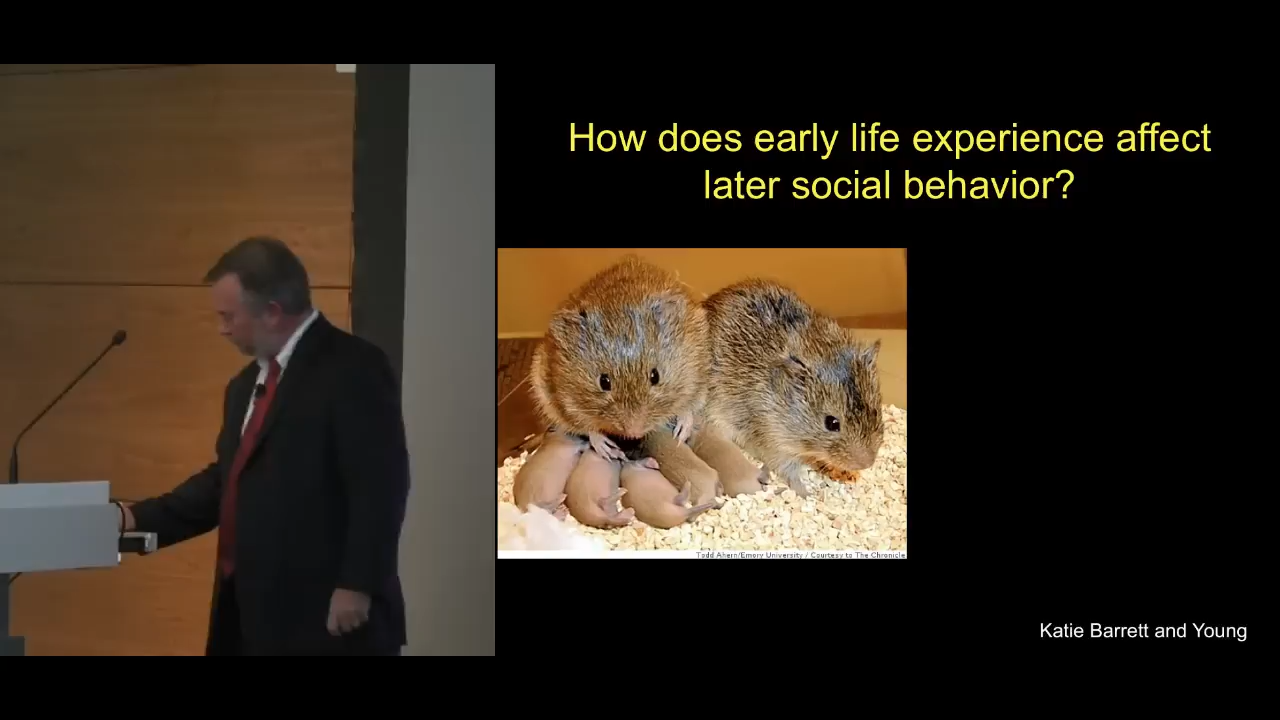 How does early life experience affect
later social behavior?
Todd Ahern/Emory University / Courtesy to The Chronicle
Katie Barrett and Young